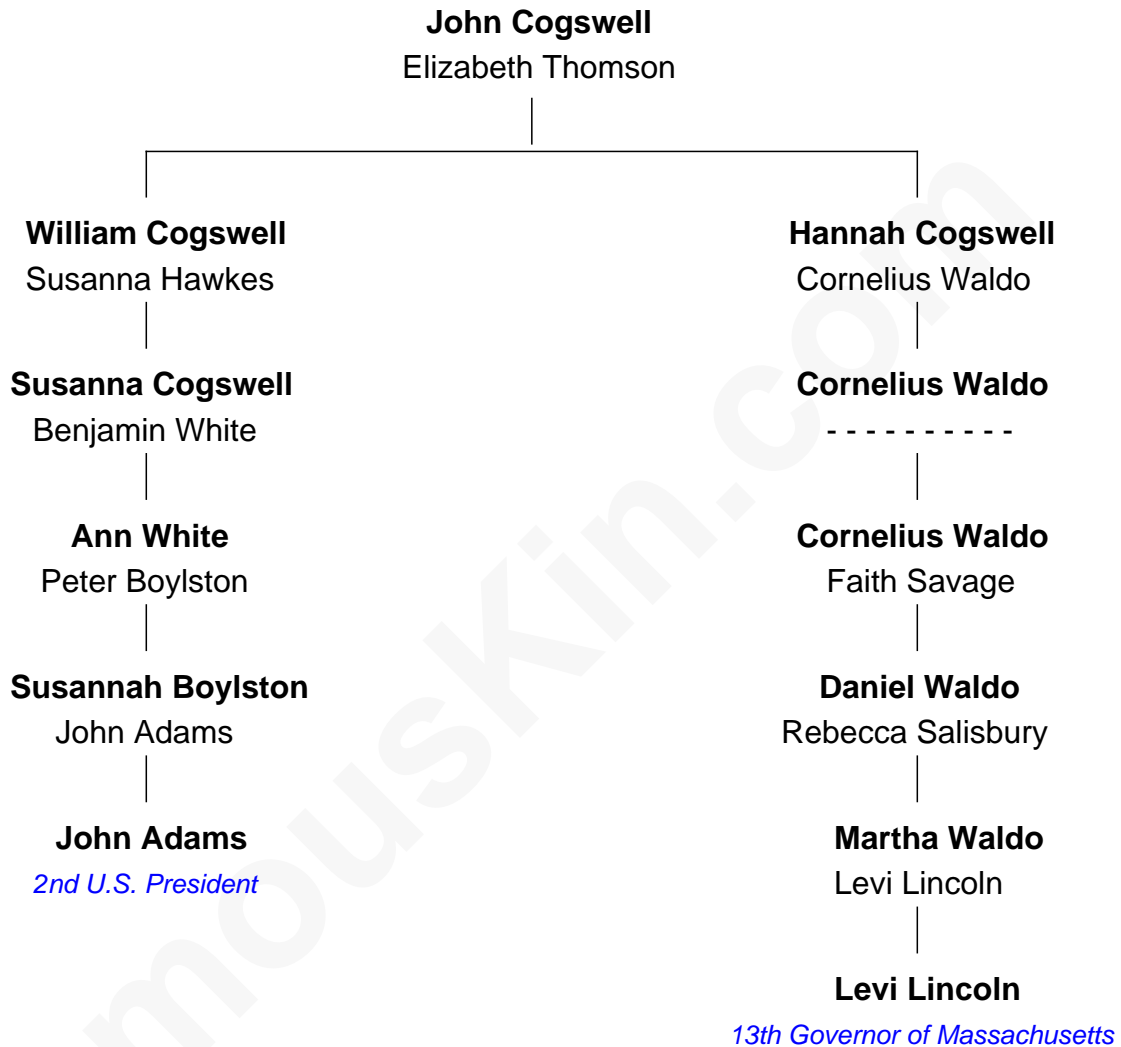 John Cogswell
Elizabeth Thomson
William Cogswell
Susanna Hawkes
Hannah Cogswell
Cornelius Waldo
Susanna Cogswell
Benjamin White
Cornelius Waldo
- - - - - - - - - -
Ann White
Peter Boylston
Cornelius Waldo
Faith Savage
Susannah Boylston
John Adams
Daniel Waldo
Rebecca Salisbury
John Adams
2nd U.S. President
Martha Waldo
Levi Lincoln
Levi Lincoln
13th Governor of Massachusetts
mouskin.com